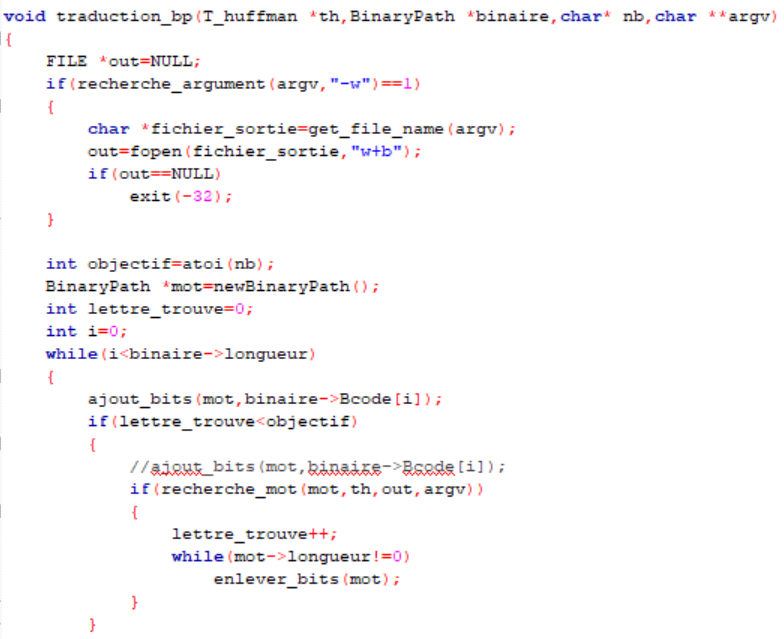 void traduction_bp(T_huffman *th,BinaryPath *binaire,char* nb,char **argv)
{
    FILE *out=NULL;
    if(recherche_argument(argv,"-w")==1)
    {
        char *fichier_sortie=get_file_name(argv);
        out=fopen(fichier_sortie,"w+b");
        if(out==NULL)
            exit(-32);
    }

    int objectif=atoi(nb);
    BinaryPath *mot=newBinaryPath();
    int lettre_trouve=0;
    int i=0;
    while(i<binaire->longueur)
    {
        ajout_bits(mot,binaire->Bcode[i]);
        if(lettre_trouve<objectif)
        {
            //ajout_bits(mot,binaire->Bcode[i]);
            if(recherche_mot(mot,th,out,argv))
            {
                lettre_trouve++;
                while(mot->longueur!=0)
                    enlever_bits(mot);
            }
        }